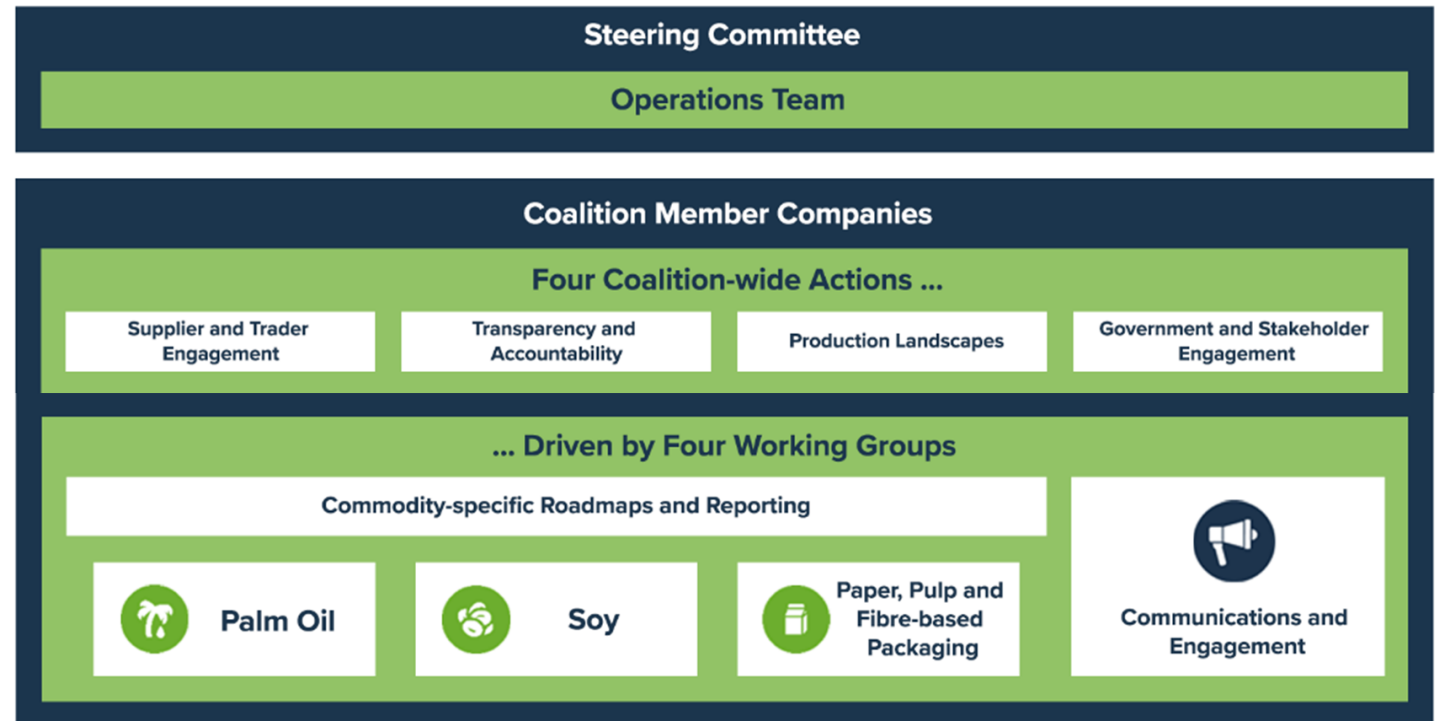 Steering Committee
Operations Team
Coalition Member Companies
Four Coalition-wide Actions ...
Supplier and Trader
Engagement
Transparency and
Accountability
Production Landscapes
Government and Stakeholder
Engagement
... Driven by Four Working Groups
Commodity-specific Roadmaps and Reporting
Palm Oil
Soy
Paper, Pulp and
Fibre-based
Packaging
Communications and
Engagement